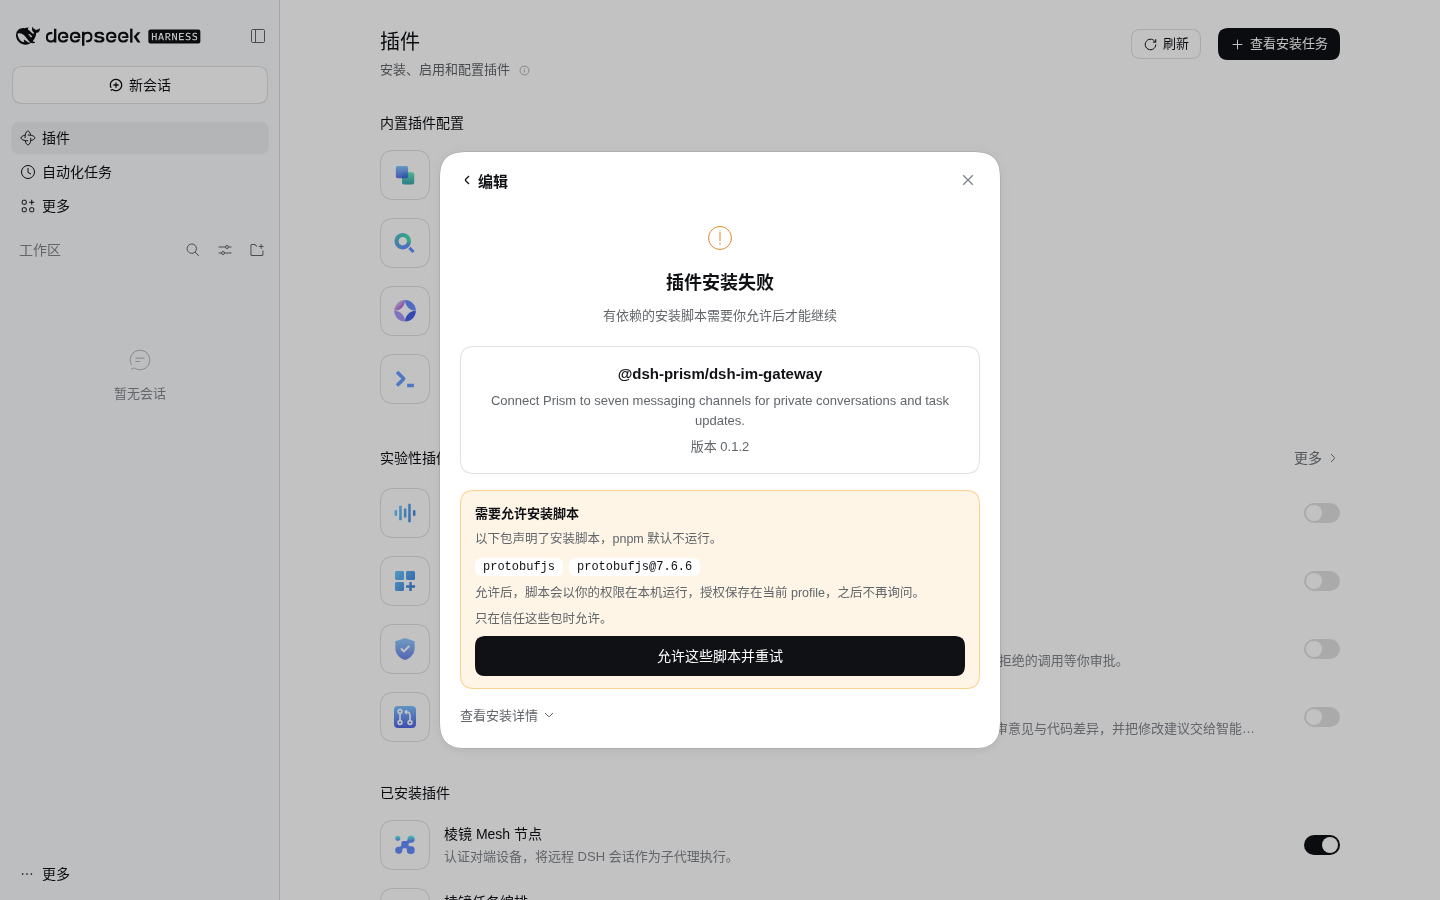 deepseek HARNESS
新会话
插件
自动化任务
更多
工作区
暂无会话
更多
插件
安装、启用和配置插件
刷新
查看安装任务
内置插件配置
实验性插
更多
拒绝的调用等你审批。
审意见与代码差异，并把修改建议交给智能…
已安装插件
棱镜 Mesh 节点
认证对端设备，将远程 DSH 会话作为子代理执行。
编辑
插件安装失败
有依赖的安装脚本需要你允许后才能继续
@dsh-prism/dsh-im-gateway
Connect Prism to seven messaging channels for private conversations and task
updates.
版本 0.1.2
需要允许安装脚本
以下包声明了安装脚本，pnpm 默认不运行。
protobufjs protobufjs@7.6.6
允许后，脚本会以你的权限在本机运行，授权保存在当前 profile，之后不再询问。
只在信任这些包时允许。
允许这些脚本并重试
查看安装详情